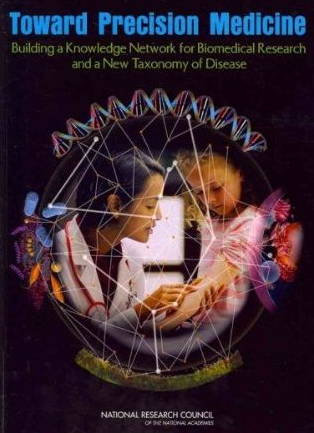 Toward Precision Medicine
Building a Knowledge Network for Biomedical Research
and a New Taxonomy of Disease
NATIONAL RESEARCH COUNCIL
OF THE NATIONAL ACADEMIES